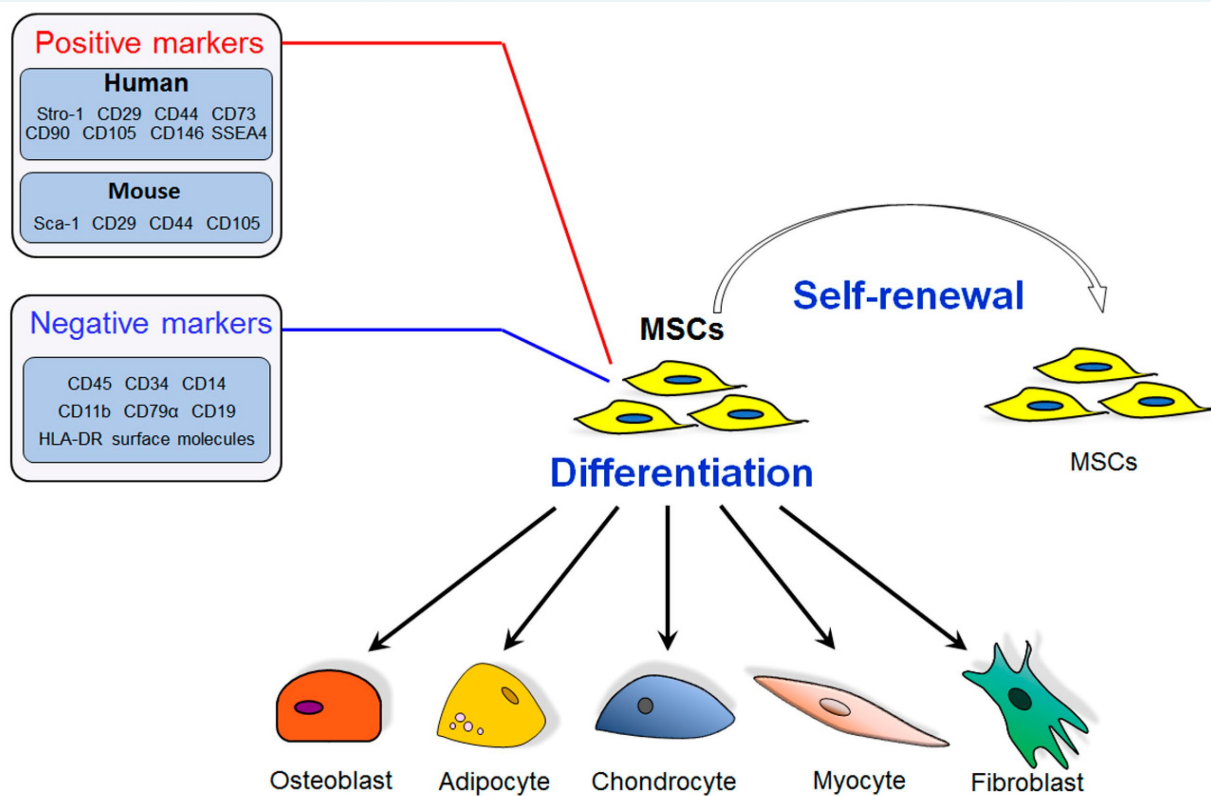 Positive markers
Human
Stro-1 CD29 CD44 CD73
CD90 CD105 CD146 SSEA4
Mouse
Sca-1 CD29 CD44 CD105
Negative markers
CD45 CD34 CD14
CD11b CD79α CD19
HLA-DR surface molecules
MSCs
Self-renewal
MSCs
Differentiation
Osteoblast Adipocyte Chondrocyte Myocyte Fibroblast